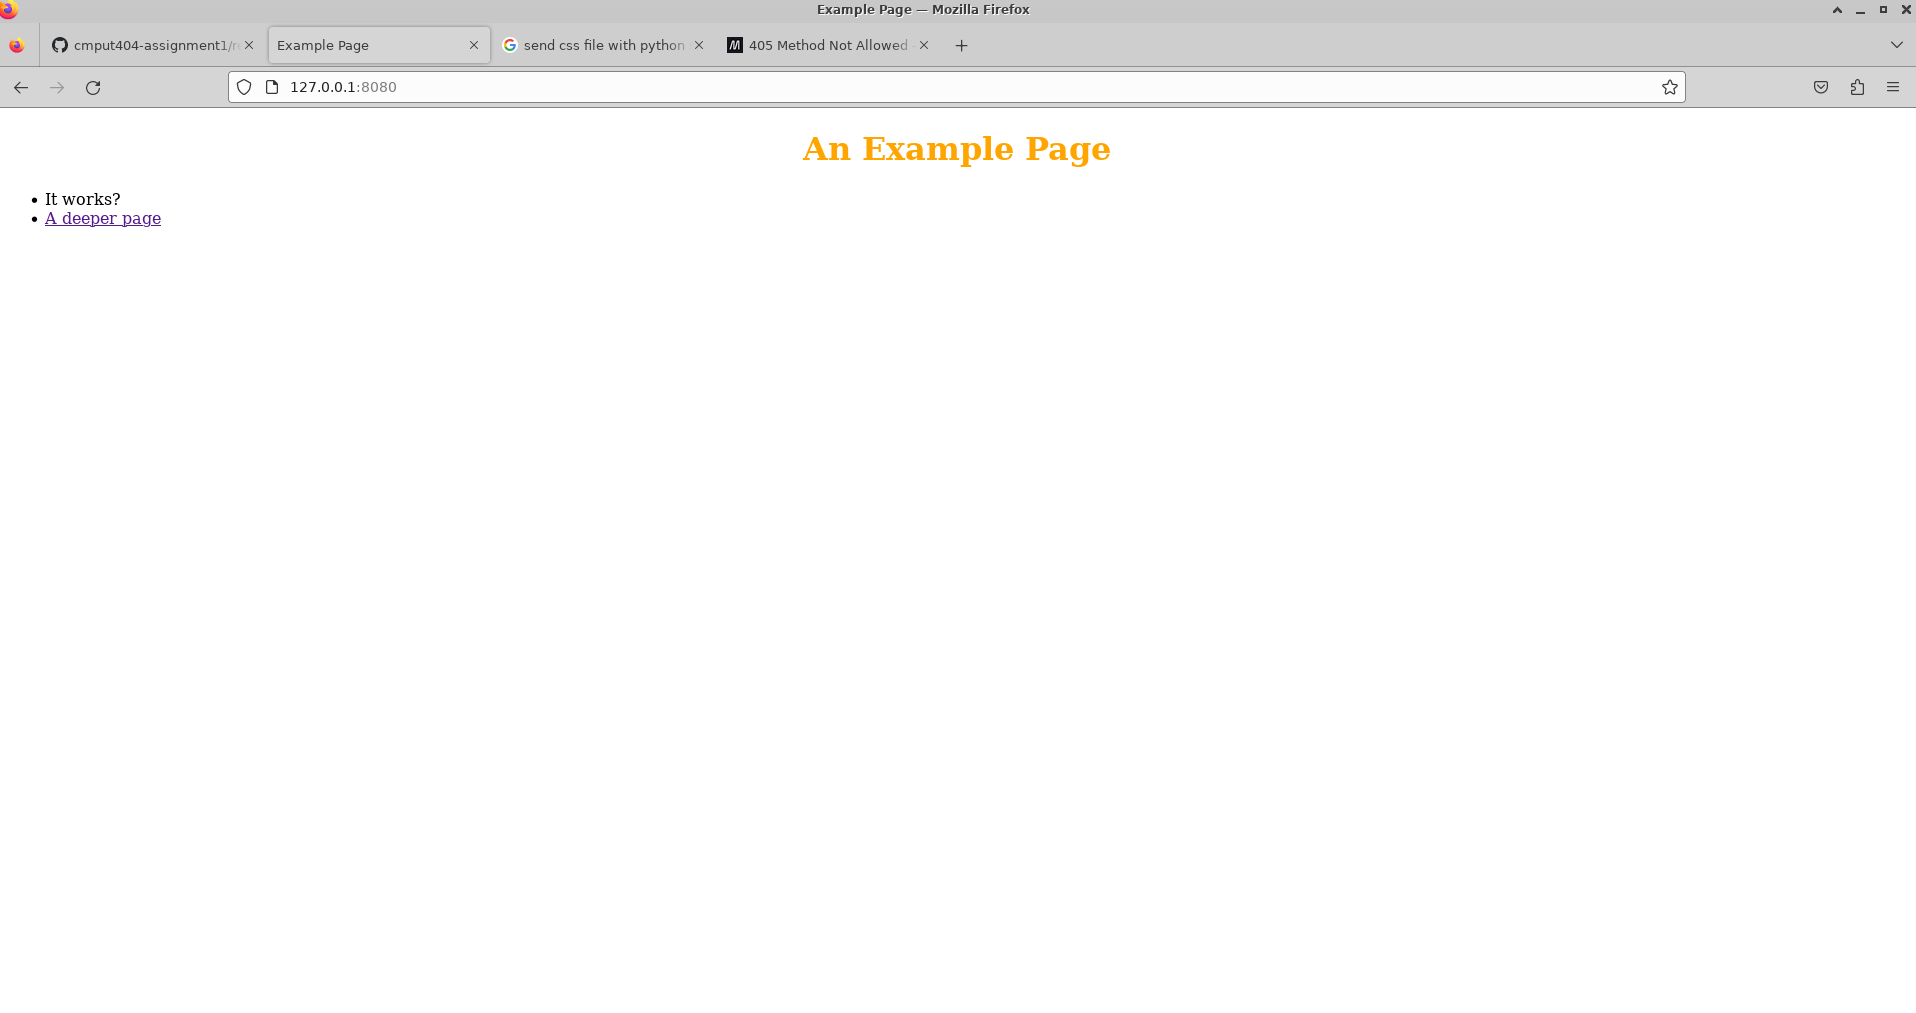 Example Page — Mozilla Firefox
cmput404-assignment1/r
Example Page
send css file with python
405 Method Not Allowed
127.0.0.1:8080
An Example Page
• It works?
• A deeper page